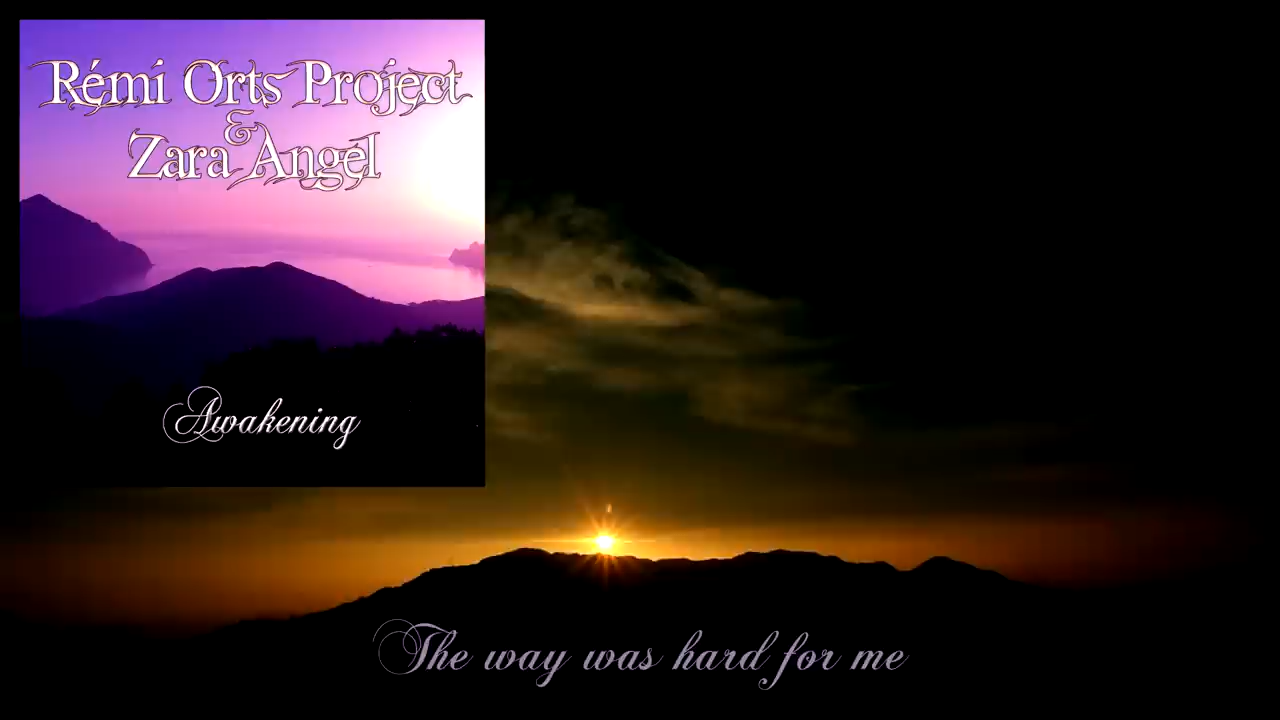 Rémi Orts Project
&
Zara Angel
Awakening
The way was hard for me